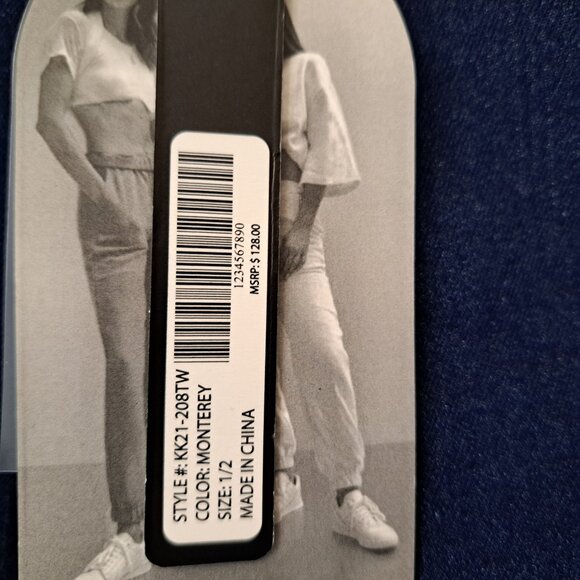 STYLE #: KK21-208TW
COLOR: MONTEREY
SIZE: 1/2
MADE IN CHINA
1234567890
MSRP: $ 128.00